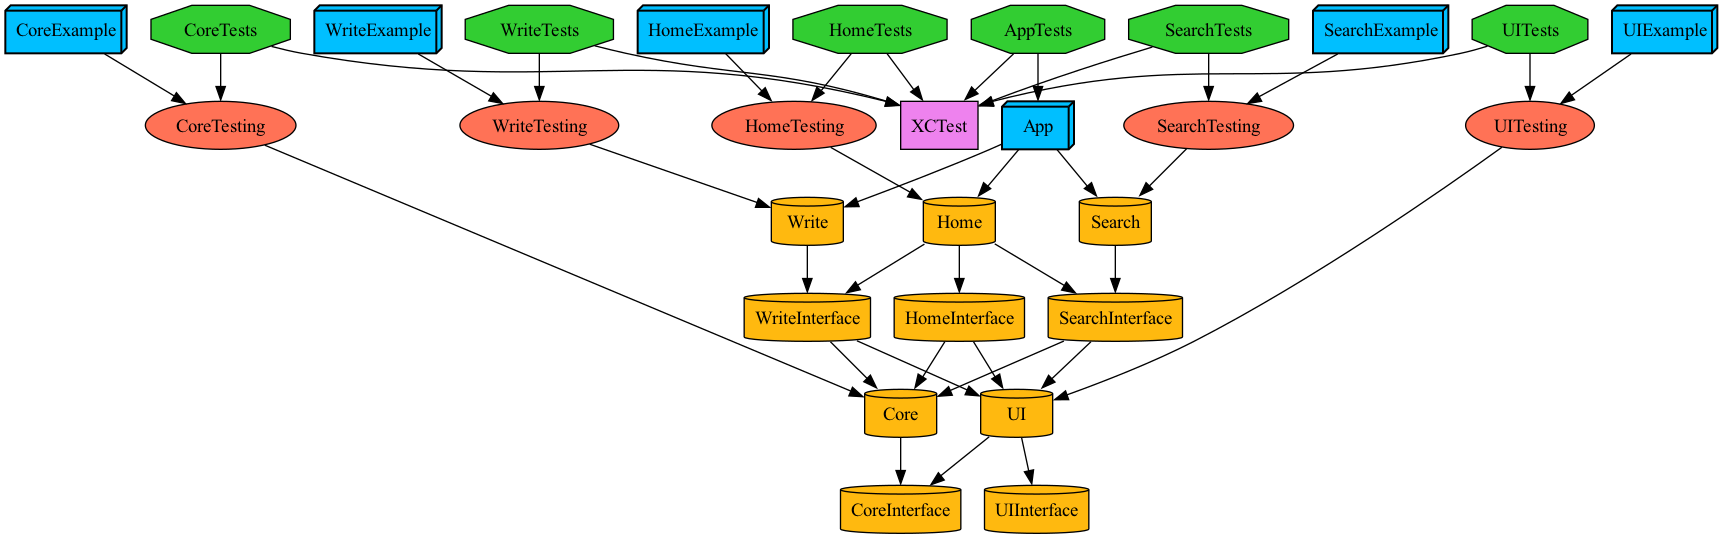 CoreExample
CoreTests
WriteExample
WriteTests
HomeExample
HomeTests
AppTests
SearchTests
SearchExample
UITests
UIExample
CoreTesting
WriteTesting
HomeTesting
XCTest
App
SearchTesting
UITesting
Write
Home
Search
WriteInterface
HomeInterface
SearchInterface
Core
UI
CoreInterface
UIInterface